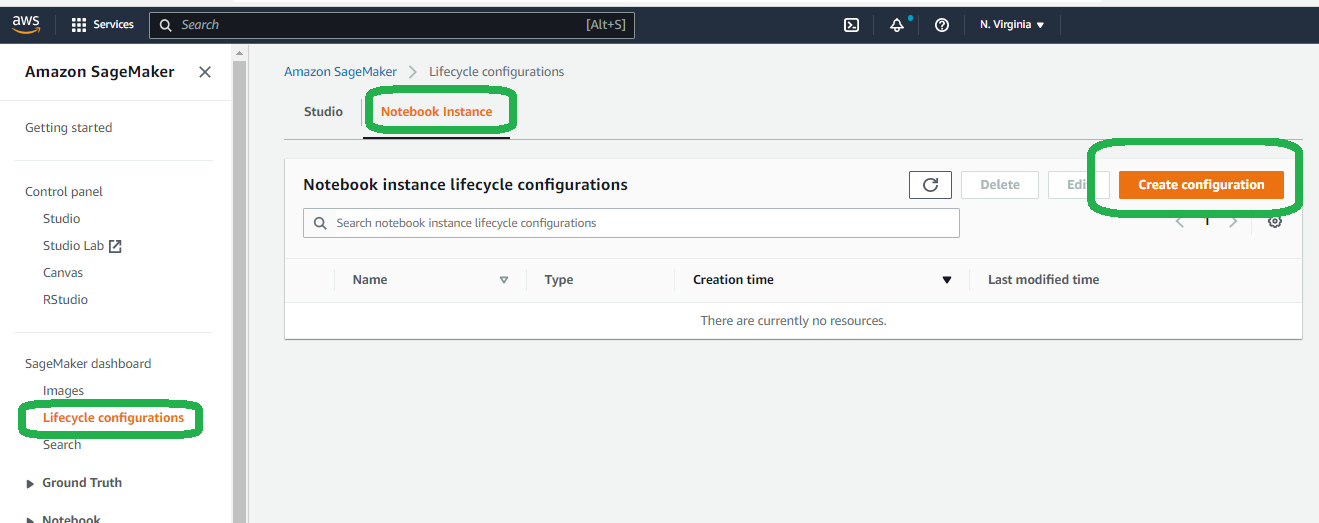 aws Services Search [Alt+S] N. Virginia
Amazon SageMaker
Getting started
Control panel
Studio
Studio Lab
Canvas
RStudio
SageMaker dashboard
Images
Lifecycle configurations
Search
Ground Truth
Notebook
Amazon SageMaker > Lifecycle configurations
Studio Notebook Instance
Notebook instance lifecycle configurations Delete Create configuration
Search notebook instance lifecycle configurations 1
Name Type Creation time Last modified time
There are currently no resources.